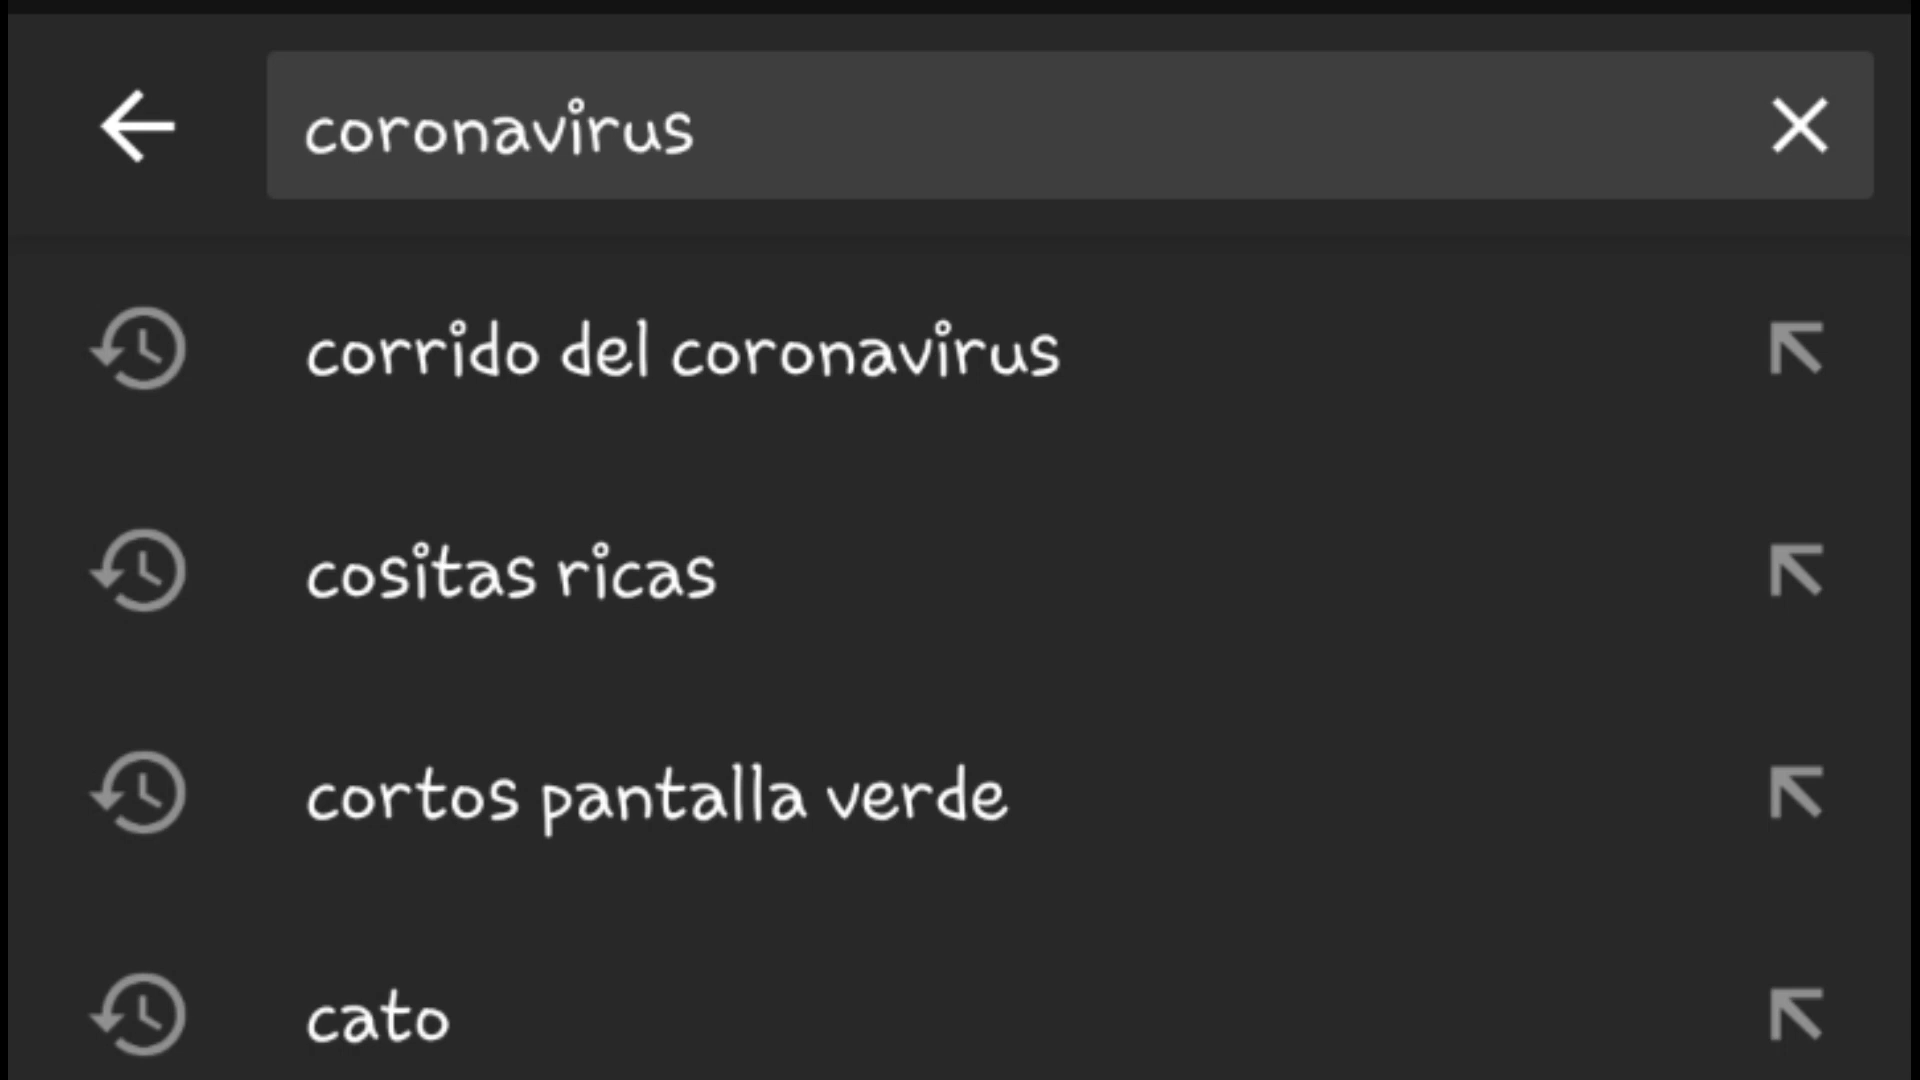 coronavirus
corrido del coronavirus
cositas ricas
cortos pantalla verde
cato